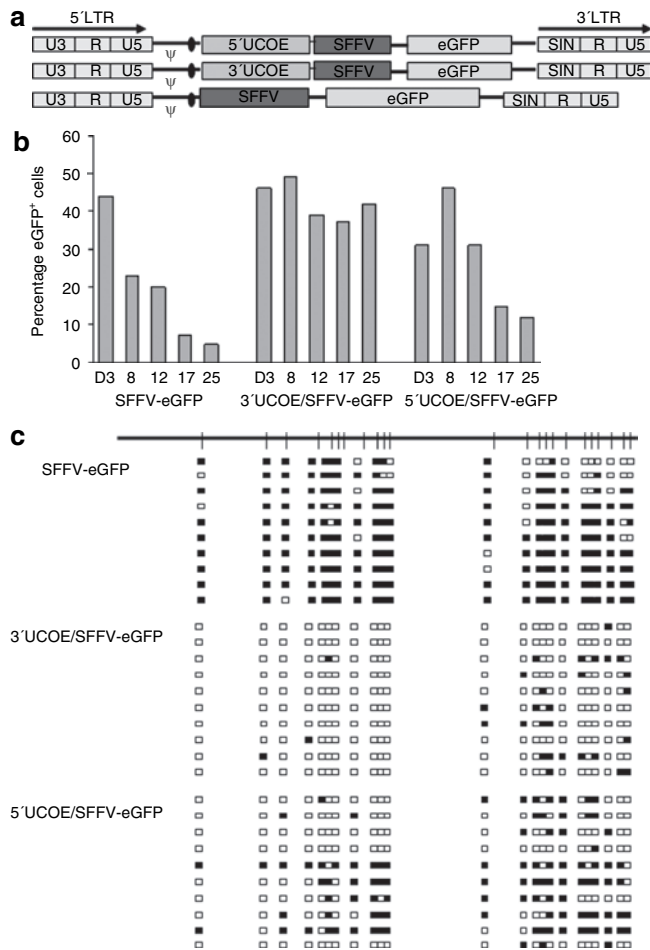 a
5´LTR 3´LTR
U3 R U5 ψ 5´UCOE SFFV eGFP SIN R U5
U3 R U5 ψ 3´UCOE SFFV eGFP SIN R U5
U3 R U5 ψ SFFV eGFP SIN R U5
b
Percentage eGFP+ cells
60
50
40
30
20
10
0
D3 8 12 17 25 D3 8 12 17 25 D3 8 12 17 25
SFFV-eGFP 3´UCOE/SFFV-eGFP 5´UCOE/SFFV-eGFP
c
SFFV-eGFP
3´UCOE/SFFV-eGFP
5´UCOE/SFFV-eGFP